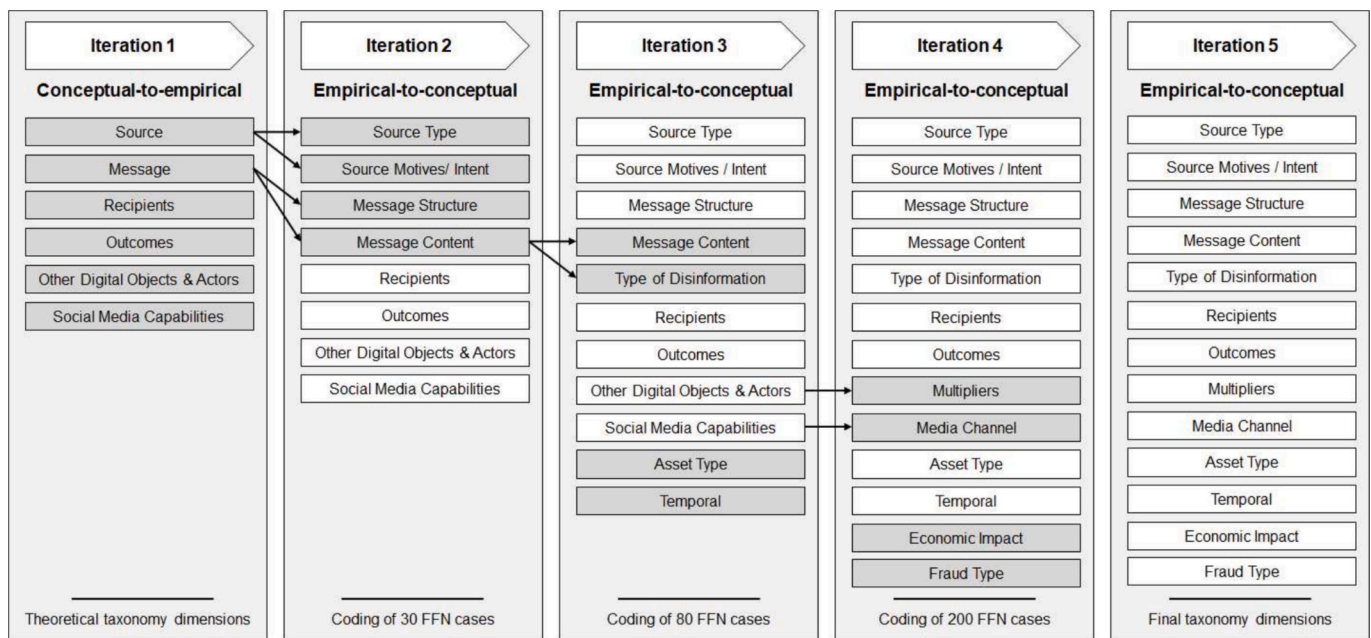 Iteration 1
Conceptual-to-empirical
Source
Message
Recipients
Outcomes
Other Digital Objects & Actors
Social Media Capabilities
Theoretical taxonomy dimensions
Iteration 2
Empirical-to-conceptual
Source Type
Source Motives/ Intent
Message Structure
Message Content
Recipients
Outcomes
Other Digital Objects & Actors
Social Media Capabilities
Coding of 30 FFN cases
Iteration 3
Empirical-to-conceptual
Source Type
Source Motives / Intent
Message Structure
Message Content
Type of Disinformation
Recipients
Outcomes
Other Digital Objects & Actors
Social Media Capabilities
Asset Type
Temporal
Coding of 80 FFN cases
Iteration 4
Empirical-to-conceptual
Source Type
Source Motives / Intent
Message Structure
Message Content
Type of Disinformation
Recipients
Outcomes
Multipliers
Media Channel
Asset Type
Temporal
Economic Impact
Fraud Type
Coding of 200 FFN cases
Iteration 5
Empirical-to-conceptual
Source Type
Source Motives / Intent
Message Structure
Message Content
Type of Disinformation
Recipients
Outcomes
Multipliers
Media Channel
Asset Type
Temporal
Economic Impact
Fraud Type
Final taxonomy dimensions